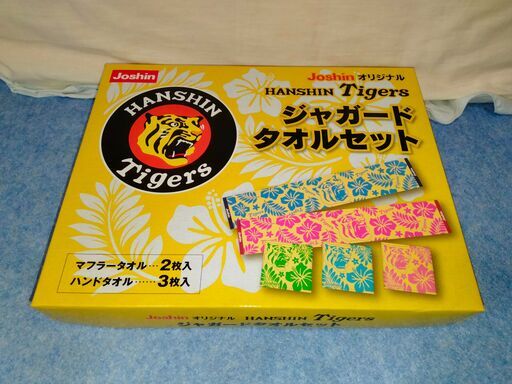 Joshin
HANSHIN
Tigers
Joshin オリジナル
HANSHIN Tigers
ジャガード
タオルセット
マフラータオル…2枚入
ハンドタオル……3枚入
Joshin オリジナル HANSHIN Tigers
ジャガードタオルセット